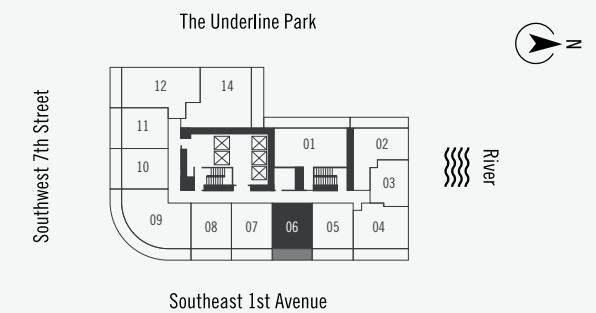 The Underline Park
N
Southwest 7th Street
12
14
11
01
02
10
River
03
09
08
07
06
05
04
Southeast 1st Avenue